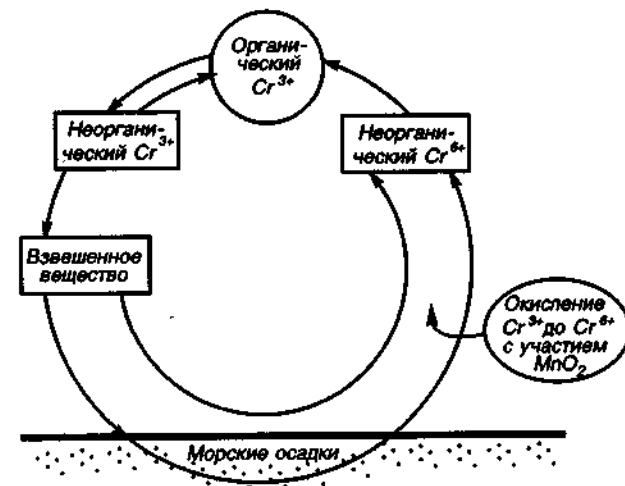 Органи-
ческий
Cr³⁺
Неоргани-
ческий Cr³⁺
Неоргани-
ческий Cr⁶⁺
Взвешенное
вещество
Окисление
Cr³⁺ до Cr⁶⁺
с участием
MnO₂
Морские осадки